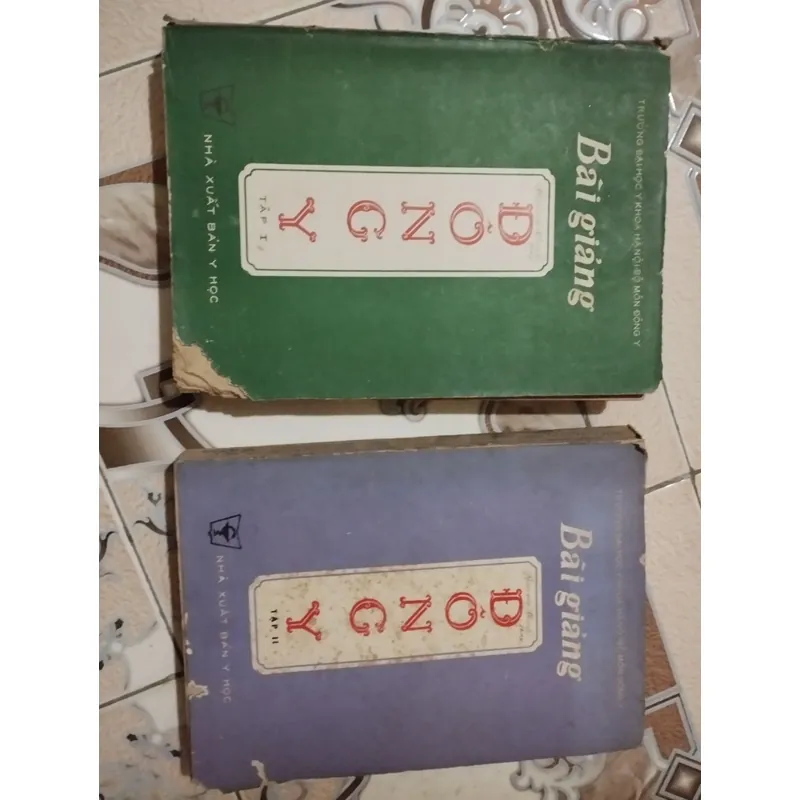 TRƯỜNG ĐẠI HỌC Y KHOA HÀ NỘI-BỘ MÔN ĐÔNG Y
Bài giảng
ĐÔNG
Y
TẬP I
NHÀ XUẤT BẢN Y HỌC
Bài giảng
ĐÔNG
Y
TẬP II
NHÀ XUẤT BẢN Y HỌC